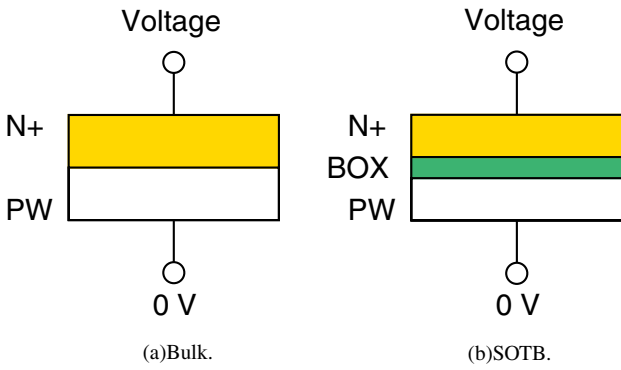 Voltage
N+
PW
0 V
(a)Bulk.
Voltage
N+
BOX
PW
0 V
(b)SOTB.